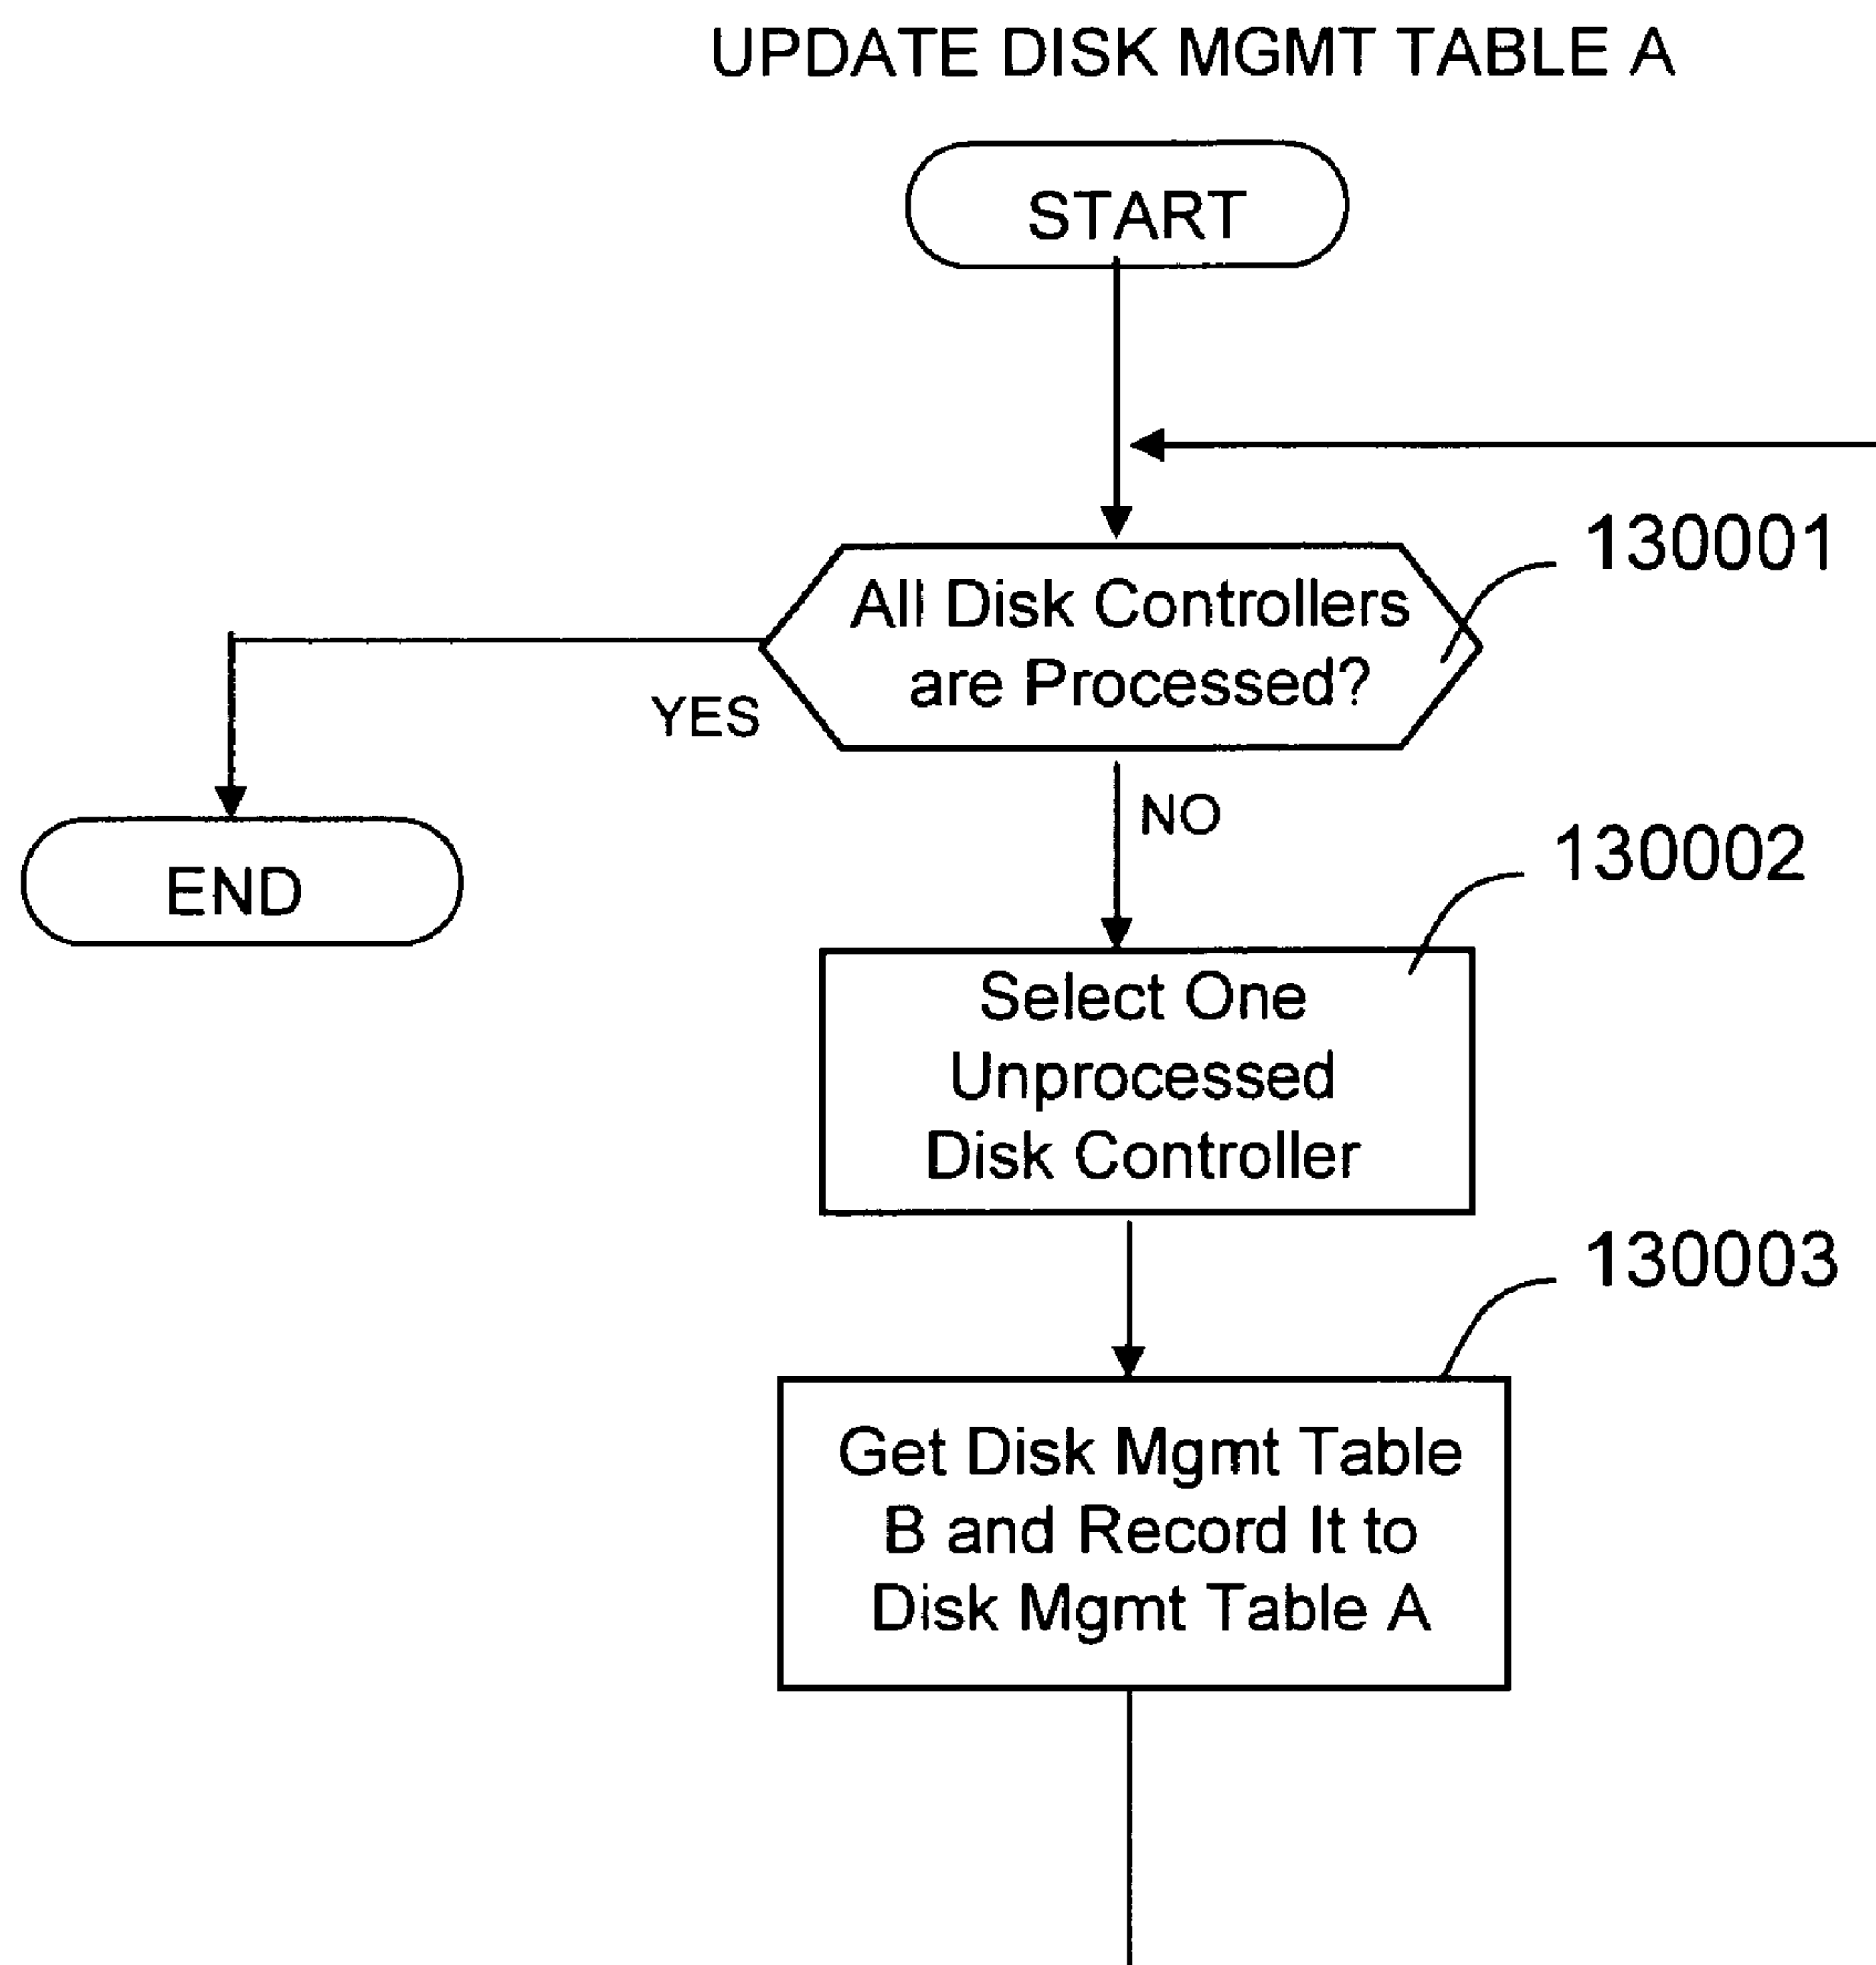 UPDATE DISK MGMT TABLE A
START
130001
All Disk Controllers
are Processed?
YES
NO
END
130002
Select One
Unprocessed
Disk Controller
130003
Get Disk Mgmt Table
B and Record It to
Disk Mgmt Table A